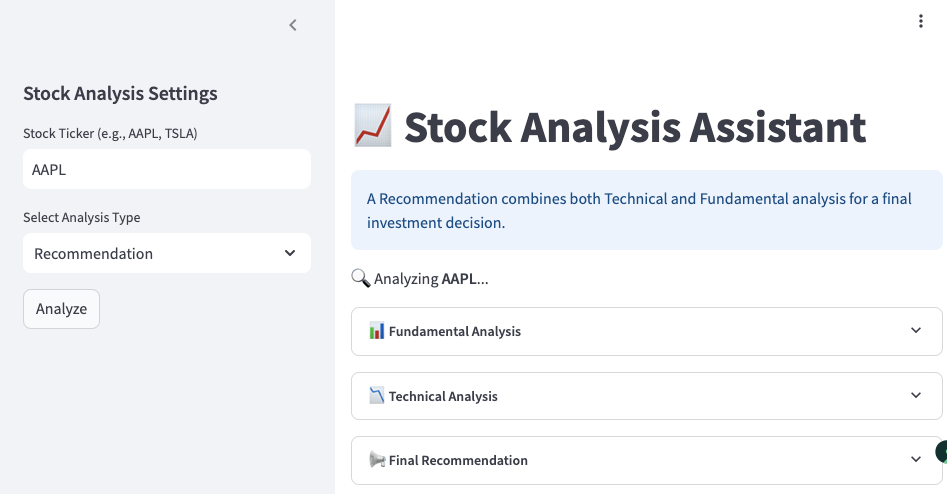 Stock Analysis Settings
Stock Ticker (e.g., AAPL, TSLA)
AAPL
Select Analysis Type
Recommendation
Analyze
Stock Analysis Assistant
A Recommendation combines both Technical and Fundamental analysis for a final
investment decision.
Analyzing AAPL...
Fundamental Analysis
Technical Analysis
Final Recommendation